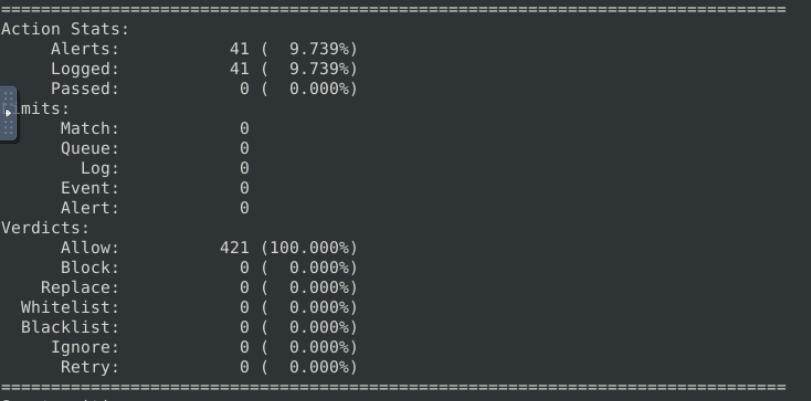 ===============================================================================
Action Stats:
     Alerts:           41 (  9.739%)
     Logged:           41 (  9.739%)
     Passed:            0 (  0.000%)
mits:
      Match:            0
      Queue:            0
        Log:            0
      Event:            0
      Alert:            0
Verdicts:
      Allow:          421 (100.000%)
      Block:            0 (  0.000%)
    Replace:            0 (  0.000%)
  Whitelist:            0 (  0.000%)
  Blacklist:            0 (  0.000%)
     Ignore:            0 (  0.000%)
      Retry:            0 (  0.000%)
===============================================================================